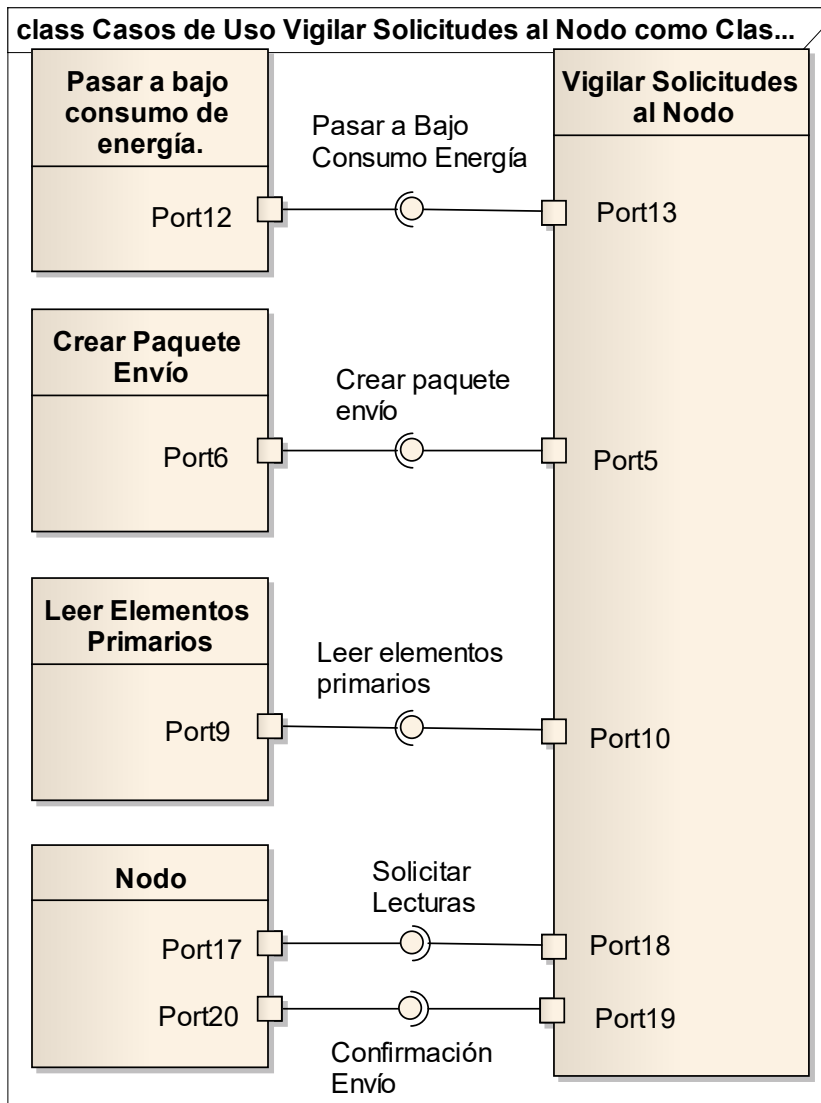 class Casos de Uso Vigilar Solicitudes al Nodo como Clas...
Pasar a bajo
consumo de
energía.
Port12
Pasar a Bajo
Consumo Energía
Vigilar Solicitudes
al Nodo
Port13
Crear Paquete
Envío
Port6
Crear paquete
envío
Port5
Leer Elementos
Primarios
Port9
Leer elementos
primarios
Port10
Nodo
Port17
Solicitar
Lecturas
Port18
Port20
Confirmación
Envío
Port19